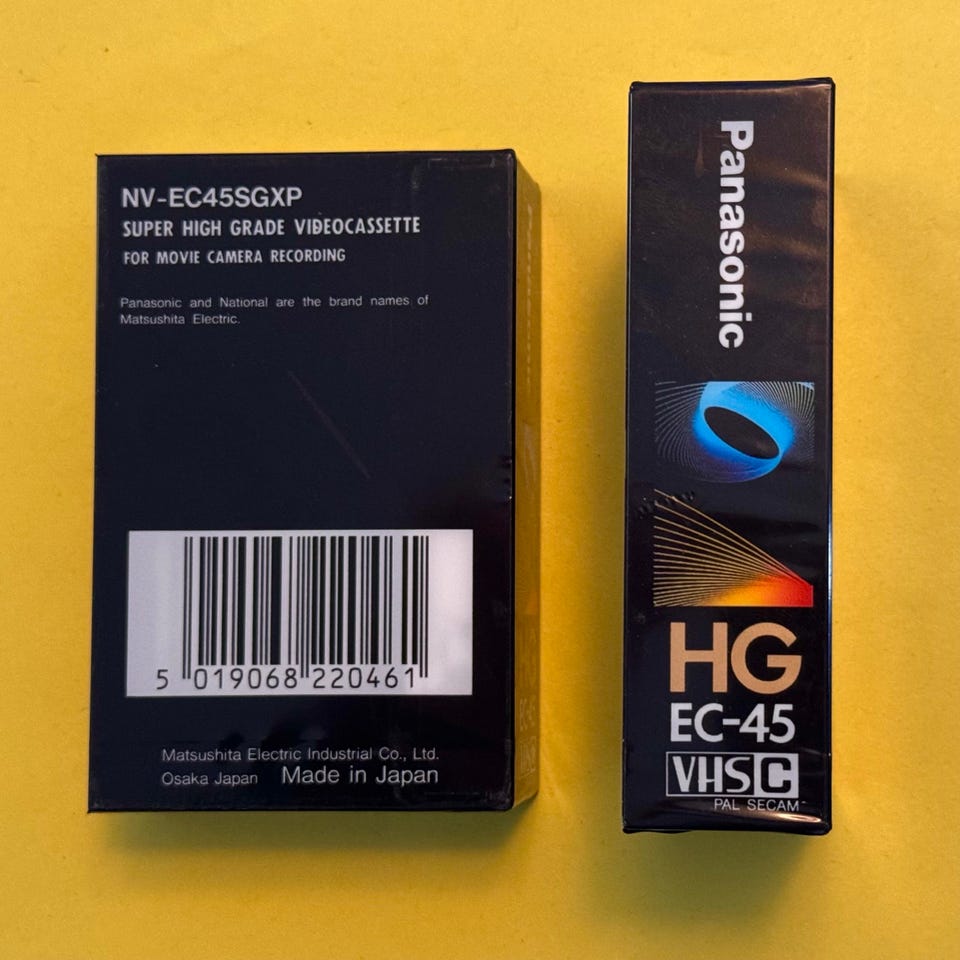 NV-EC45SGXP
SUPER HIGH GRADE VIDEOCASSETTE
FOR MOVIE CAMERA RECORDING
Panasonic and National are the brand names of
Matsushita Electric.
5 019068 220461
Matsushita Electric Industrial Co., Ltd.
Osaka Japan Made in Japan
Panasonic
HG
EC-45
VHS C
PAL SECAM